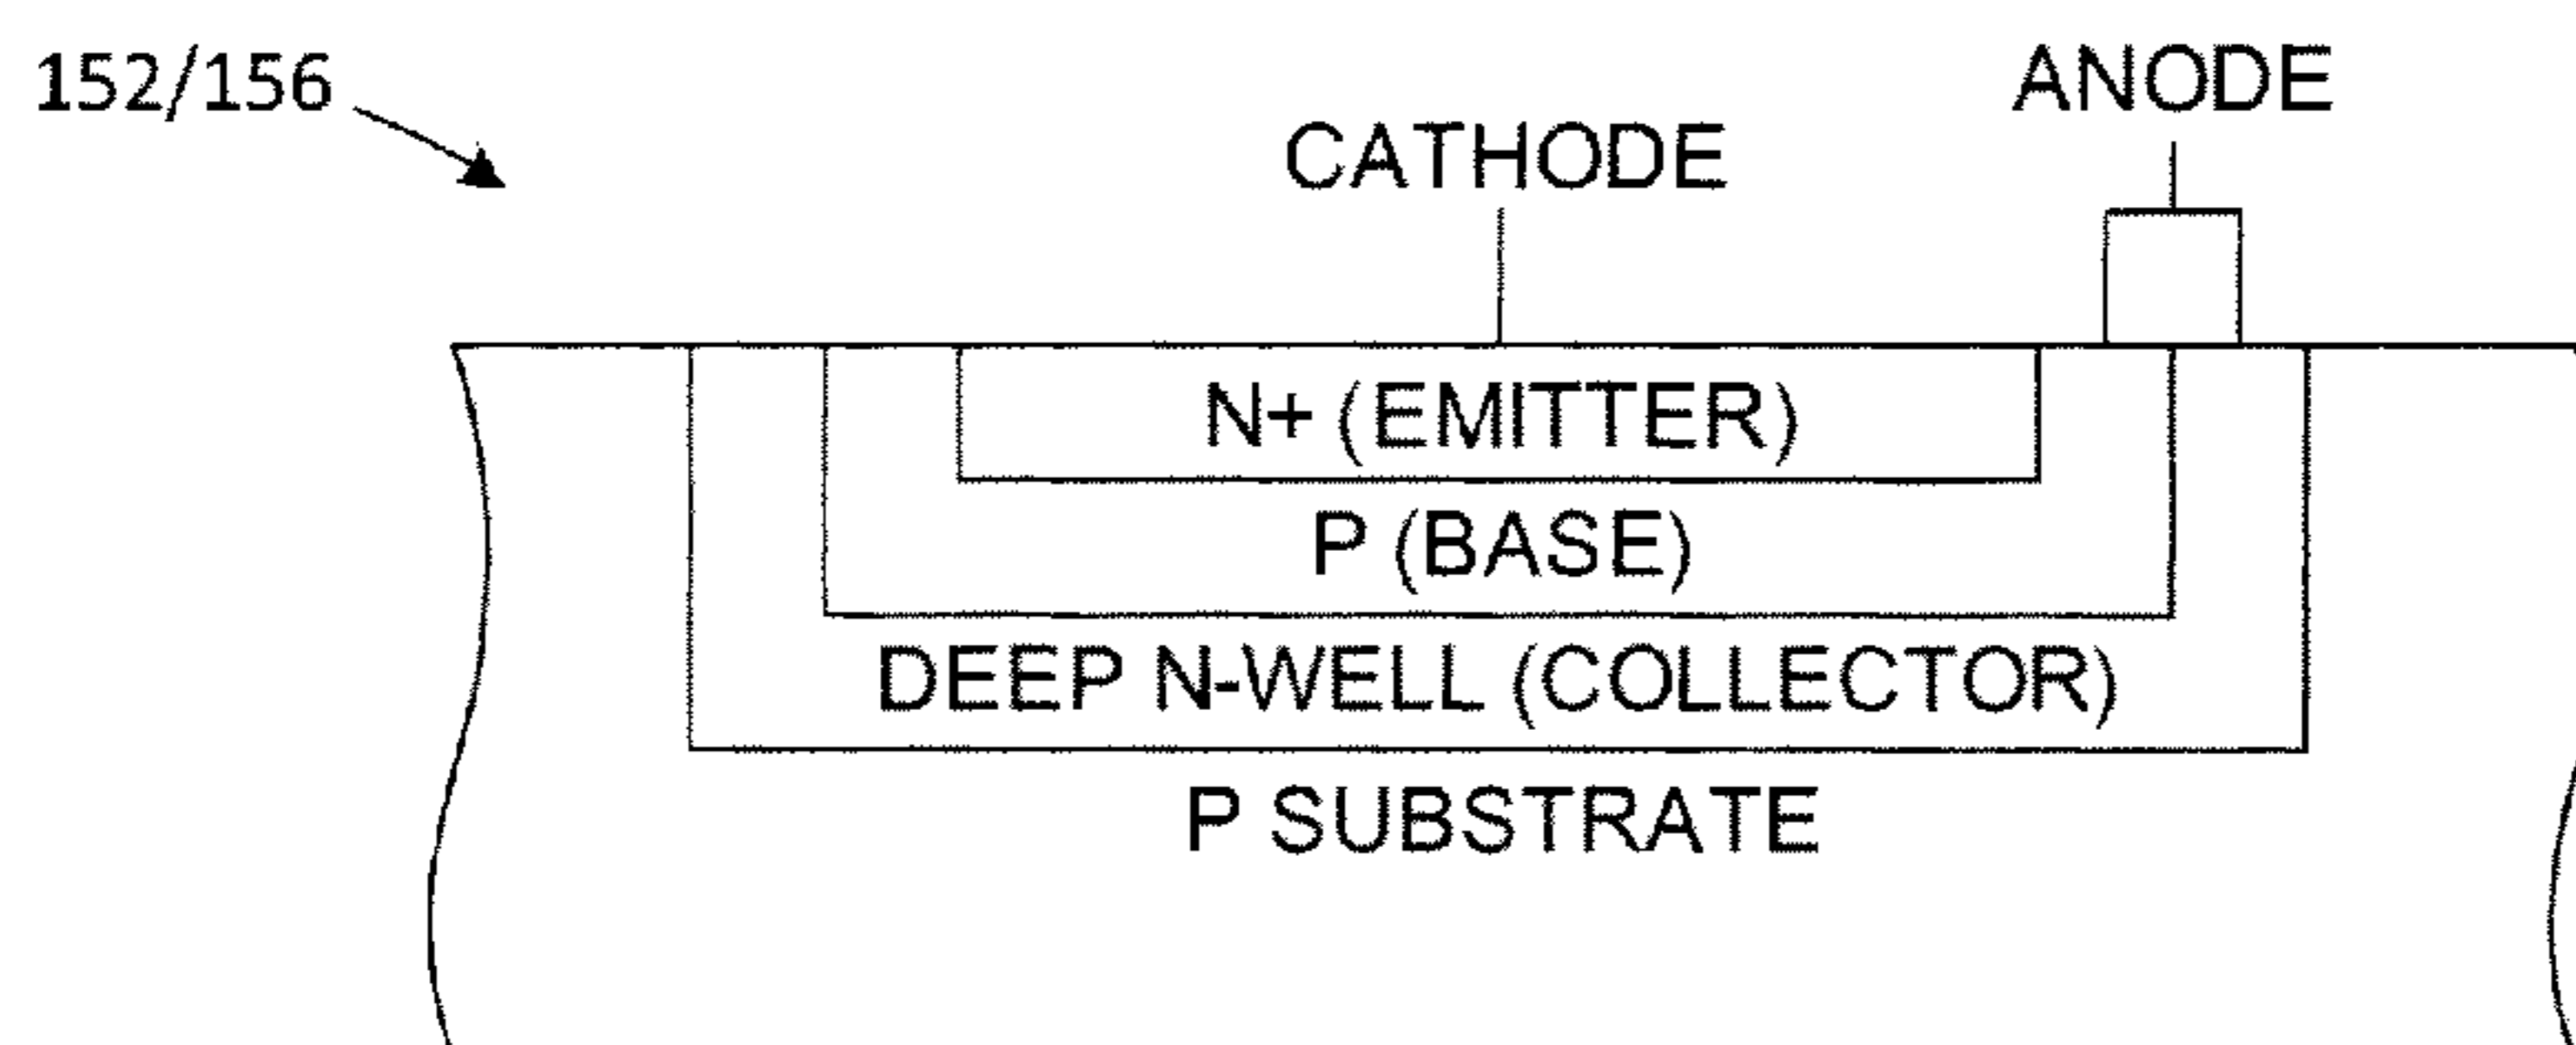 152/156
ANODE
CATHODE
N+ (EMITTER)
P (BASE)
DEEP N-WELL (COLLECTOR)
P SUBSTRATE